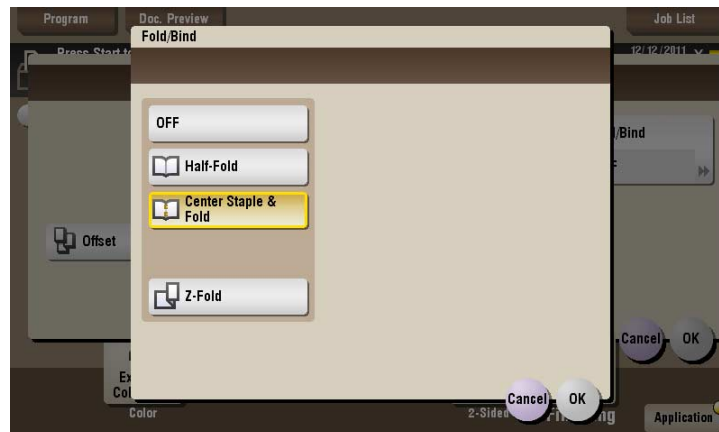 Program
Doc. Preview
Job List
Fold/Bind
Press Start to
12/12/2011
OFF
/Bind
Half-Fold
Center Staple &
Fold
Offset
Z-Fold
Cancel
OK
Cancel
OK
Color
2-Sided
Application